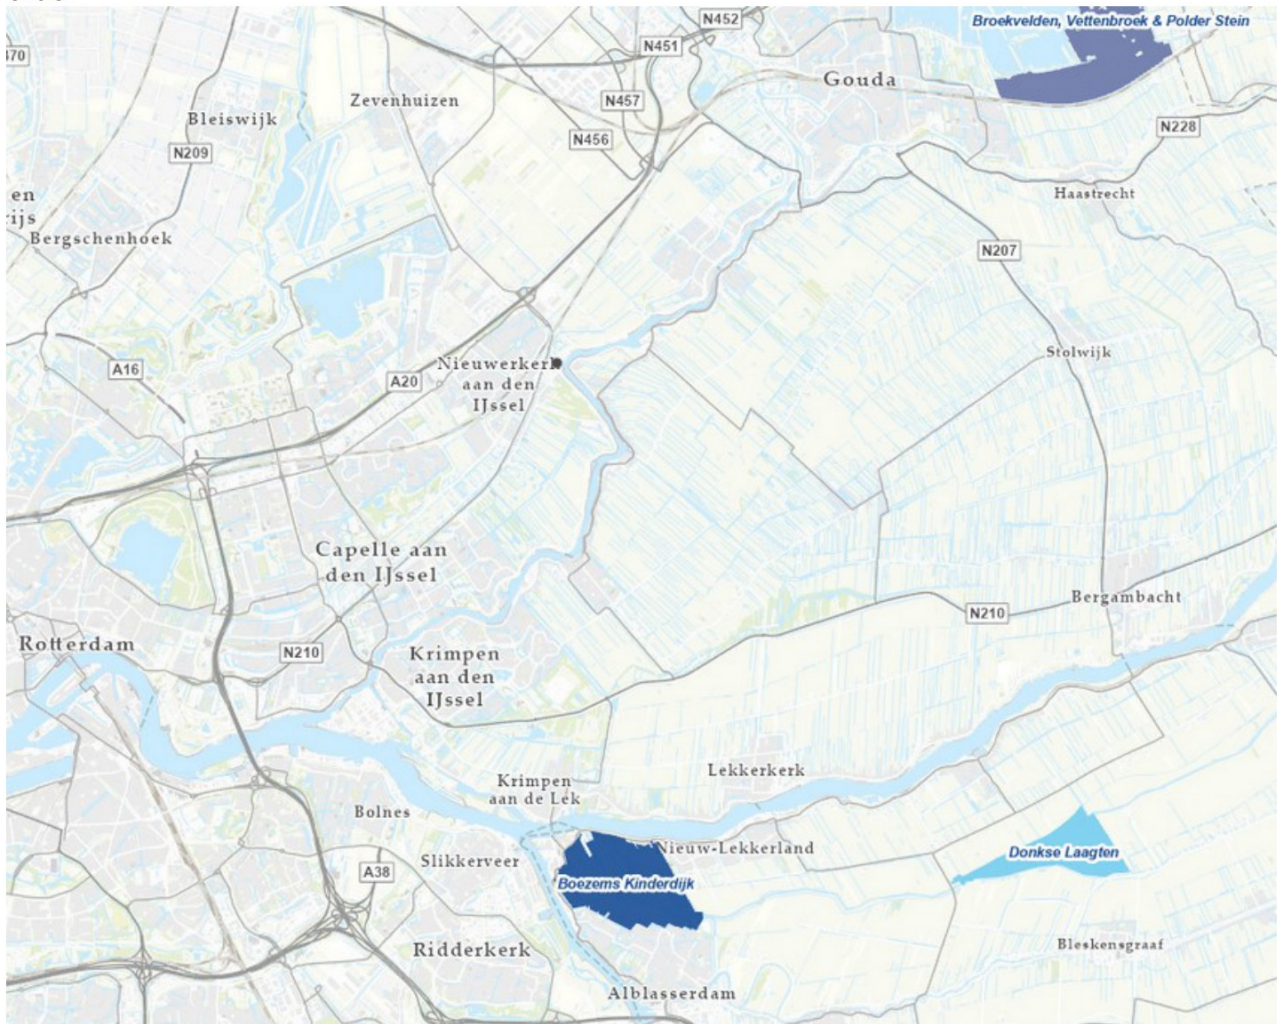 Broekvelden, Vettenbroek & Polder Stein
N452
N451
Gouda
Zevenhuizen
N457
Bleiswijk
N228
N456
N209
en
rijs
Haastrecht
Bergschenhoek
N207
Stolwijk
A16
Nieuwerkerk
aan den
IJssel
A20
Capelle aan
den IJssel
Bergambacht
N210
Rotterdam
N210
Krimpen
aan den
IJssel
Lekkerkerk
Krimpen
aan de Lek
Bolnes
Nieuw-Lekkerland
Donkse Laagten
Slikkerveer
A38
Boezems Kinderdijk
Ridderkerk
Bleskensgraaf
Alblasserdam